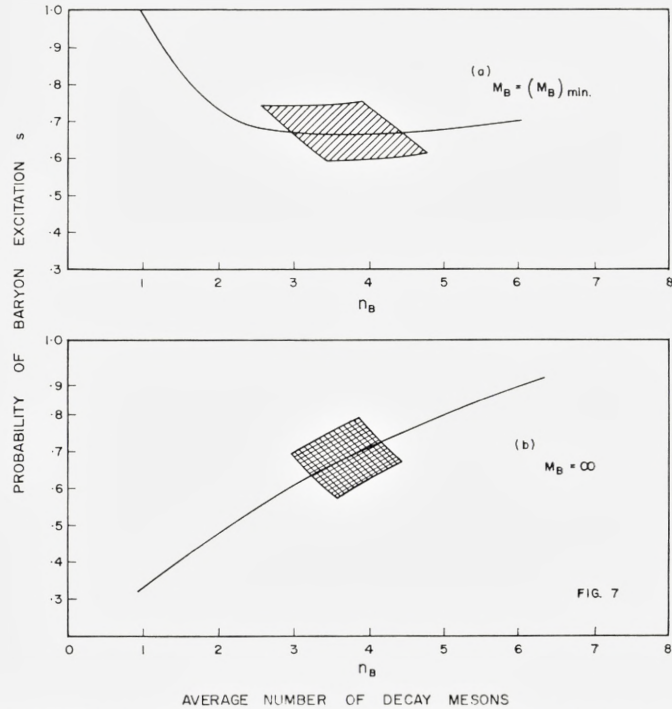 PROBABILITY OF BARYON EXCITATION s
1·0
·9
·8
·7
·6
·5
·4
·3
(a)
M_B = (M_B) min.
1 2 3 4 5 6 7 8
n_B
1·0
·9
·8
·7
·6
·5
·4
·3
(b)
M_B = ∞
FIG. 7
0 1 2 3 4 5 6 7 8
n_B
AVERAGE NUMBER OF DECAY MESONS